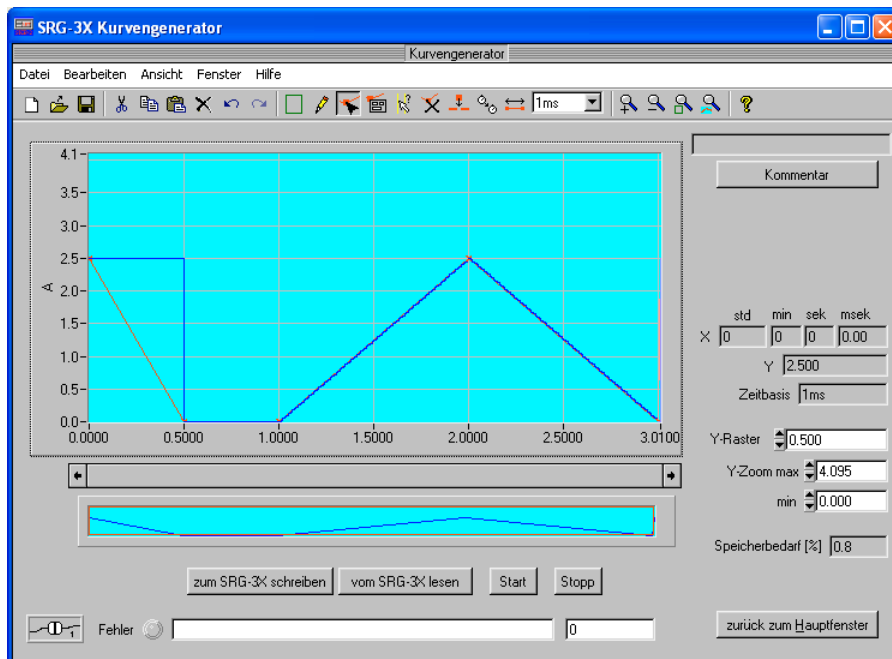 SRG-3X Kurvengenerator
Kurvengenerator
Datei Bearbeiten Ansicht Fenster Hilfe
1ms
4.1
3.5
3.0
2.5
2.0
1.5
1.0
0.5
0.0
A
0.0000 0.5000 1.0000 1.5000 2.0000 2.5000 3.0100
Kommentar
std min sek msek
X 0 0 0 0.00
Y 2.500
Zeitbasis 1ms
Y-Raster 0.500
Y-Zoom max 4.095
min 0.000
Speicherbedarf [%] 0.8
zum SRG-3X schreiben vom SRG-3X lesen Start Stopp
Fehler 0
zurück zum Hauptfenster